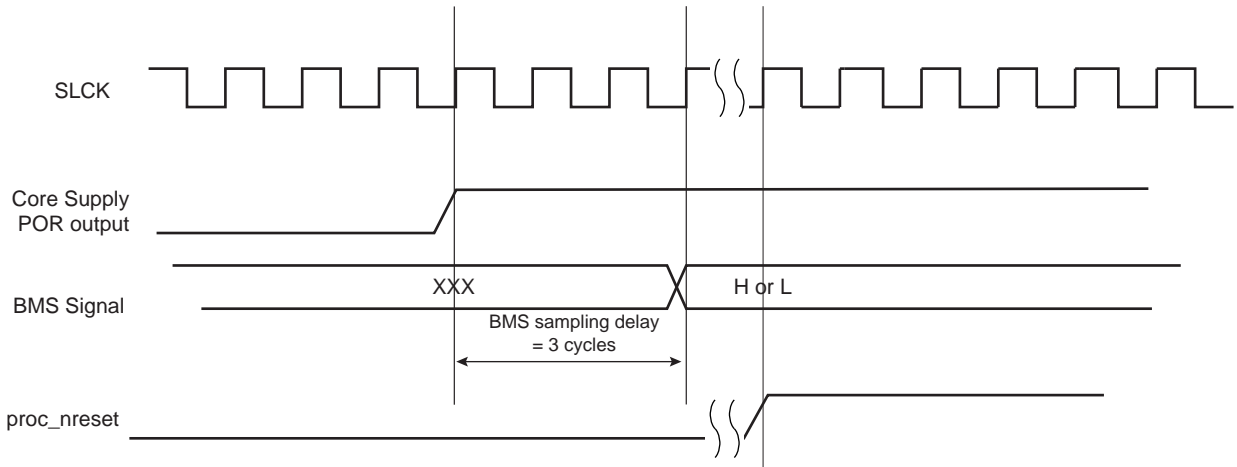 SLCK
Core Supply
POR output
XXX
H or L
BMS Signal
BMS sampling delay
= 3 cycles
proc_nreset